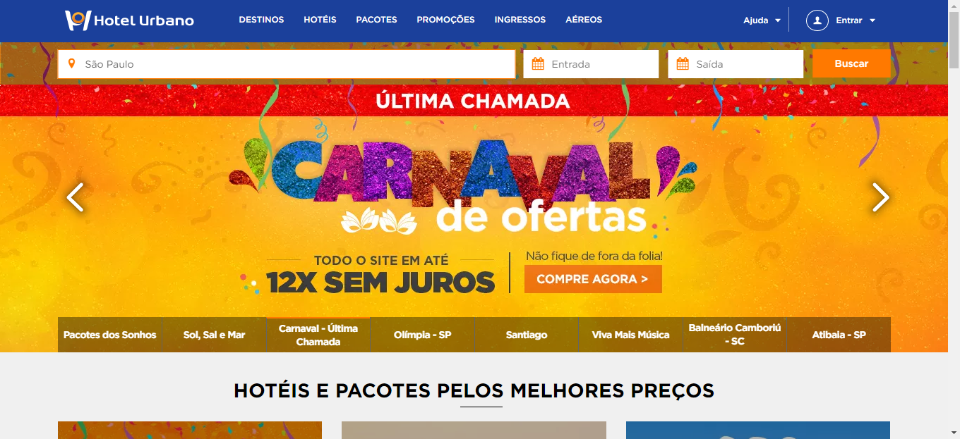 Hotel Urbano
DESTINOS HOTÉIS PACOTES PROMOÇÕES INGRESSOS AÉREOS
Ajuda Entrar
São Paulo Entrada Saída Buscar
ÚLTIMA CHAMADA
CARNAVAL
de ofertas
TODO O SITE EM ATÉ
12X SEM JUROS
Não fique de fora da folia!
COMPRE AGORA >
Pacotes dos Sonhos
Sol, Sal e Mar
Carnaval - Última
Chamada
Olímpia - SP
Santiago
Viva Mais Música
Balneário Camboriú
- SC
Atibaia - SP
HOTÉIS E PACOTES PELOS MELHORES PREÇOS